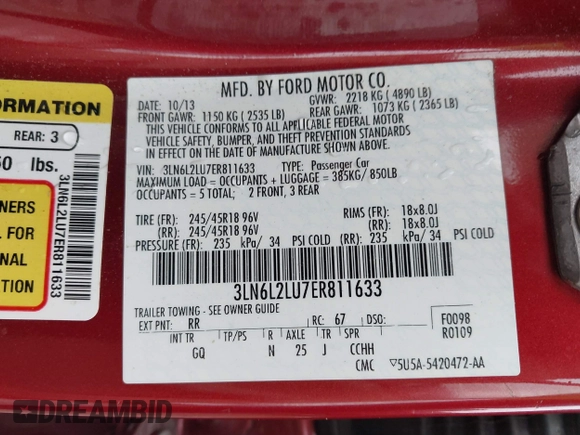 MFD. BY FORD MOTOR CO.
DATE: 10/13 GVWR: 2218 KG ( 4890 LB)
FRONT GAWR: 1150 KG ( 2535 LB) REAR GAWR: 1073 KG ( 2365 LB)
THIS VEHICLE CONFORMS TO ALL APPLICABLE FEDERAL MOTOR
VEHICLE SAFETY, BUMPER, AND THEFT PREVENTION STANDARDS
IN EFFECT ON THE DATE OF MANUFACTURE SHOWN ABOVE.
VIN: 3LN6L2LU7ER811633 TYPE: Passenger Car
MAXIMUM LOAD = OCCUPANTS + LUGGAGE = 385KG/ 850LB
OCCUPANTS = 5 TOTAL; 2 FRONT, 3 REAR
TIRE (FR): 245/45R18 96V RIMS (FR): 18x8.0J
(RR): 245/45R18 96V (RR): 18x8.0J
PRESSURE (FR): 235 kPa/ 34 PSI COLD (RR): 235 kPa/ 34 PSI COLD
3LN6L2LU7ER811633
TRAILER TOWING - SEE OWNER GUIDE
EXT PNT: RR RC: 67 DSO: F0098
R0109
INT TR TP/PS R AXLE TR SPR
GQ N 25 J CCHH
CMC 5U5A-5420472-AA
ORMATION
REAR: 3
50 lbs.
NERS
L FOR
NAL
ION
3LN6L2LU7ER811633
DREAMBID